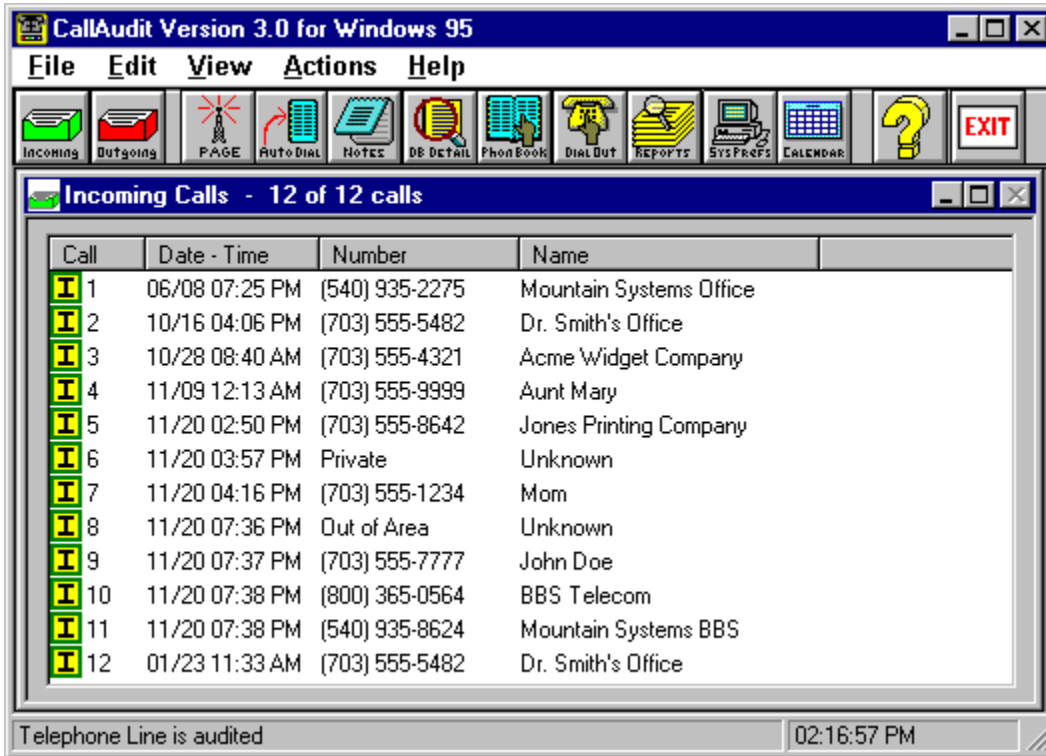 CallAudit Version 3.0 for Windows 95
File Edit View Actions Help
Incoming Outgoing PAGE Auto Dial Notes DB Detail Phon Book Dial Out Reports Sys Prefs Calendar EXIT
Incoming Calls - 12 of 12 calls
Call Date - Time Number Name
I 1 06/08 07:25 PM (540) 935-2275 Mountain Systems Office
I 2 10/16 04:06 PM (703) 555-5482 Dr. Smith's Office
I 3 10/28 08:40 AM (703) 555-4321 Acme Widget Company
I 4 11/09 12:13 AM (703) 555-9999 Aunt Mary
I 5 11/20 02:50 PM (703) 555-8642 Jones Printing Company
I 6 11/20 03:57 PM Private Unknown
I 7 11/20 04:16 PM (703) 555-1234 Mom
I 8 11/20 07:36 PM Out of Area Unknown
I 9 11/20 07:37 PM (703) 555-7777 John Doe
I 10 11/20 07:38 PM (800) 365-0564 BBS Telecom
I 11 11/20 07:38 PM (540) 935-8624 Mountain Systems BBS
I 12 01/23 11:33 AM (703) 555-5482 Dr. Smith's Office
Telephone Line is audited 02:16:57 PM